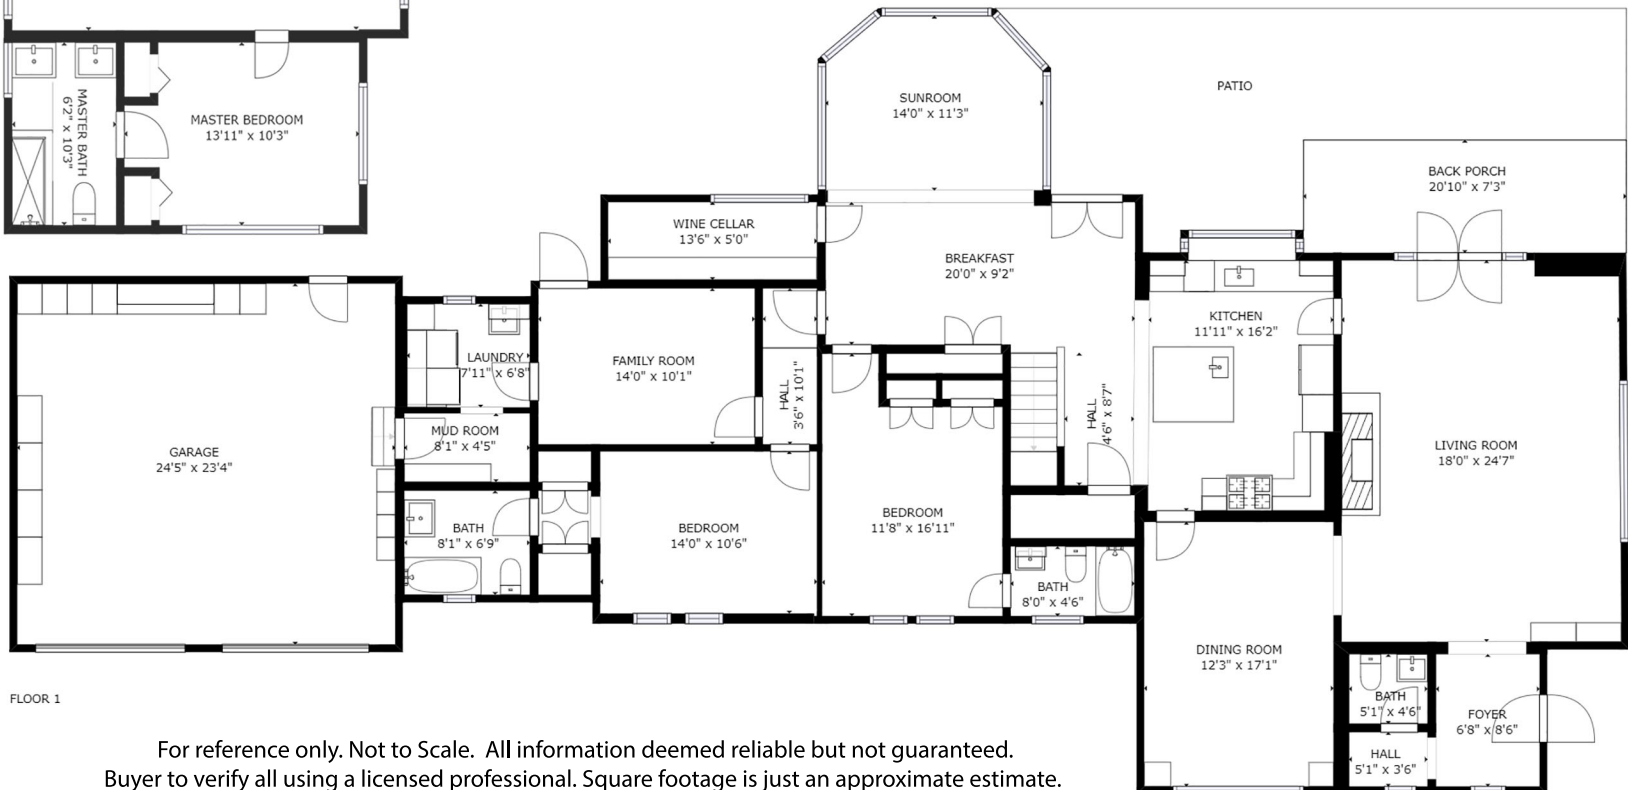 MASTER BATH
6'2" x 10'3"
MASTER BEDROOM
13'11" x 10'3"
SUNROOM
14'0" x 11'3"
PATIO
BACK PORCH
20'10" x 7'3"
WINE CELLAR
13'6" x 5'0"
BREAKFAST
20'0" x 9'2"
KITCHEN
11'11" x 16'2"
LAUNDRY
7'11" x 6'8"
FAMILY ROOM
14'0" x 10'1"
HALL
3'6" x 10'1"
HALL
4'6" x 8'7"
MUD ROOM
8'1" x 4'5"
GARAGE
24'5" x 23'4"
LIVING ROOM
18'0" x 24'7"
BATH
8'1" x 6'9"
BEDROOM
14'0" x 10'6"
BEDROOM
11'8" x 16'11"
BATH
8'0" x 4'6"
DINING ROOM
12'3" x 17'1"
BATH
5'1" x 4'6"
FOYER
6'8" x 8'6"
HALL
5'1" x 3'6"
FLOOR 1
For reference only. Not to Scale. All information deemed reliable but not guaranteed.
Buyer to verify all using a licensed professional. Square footage is just an approximate estimate.